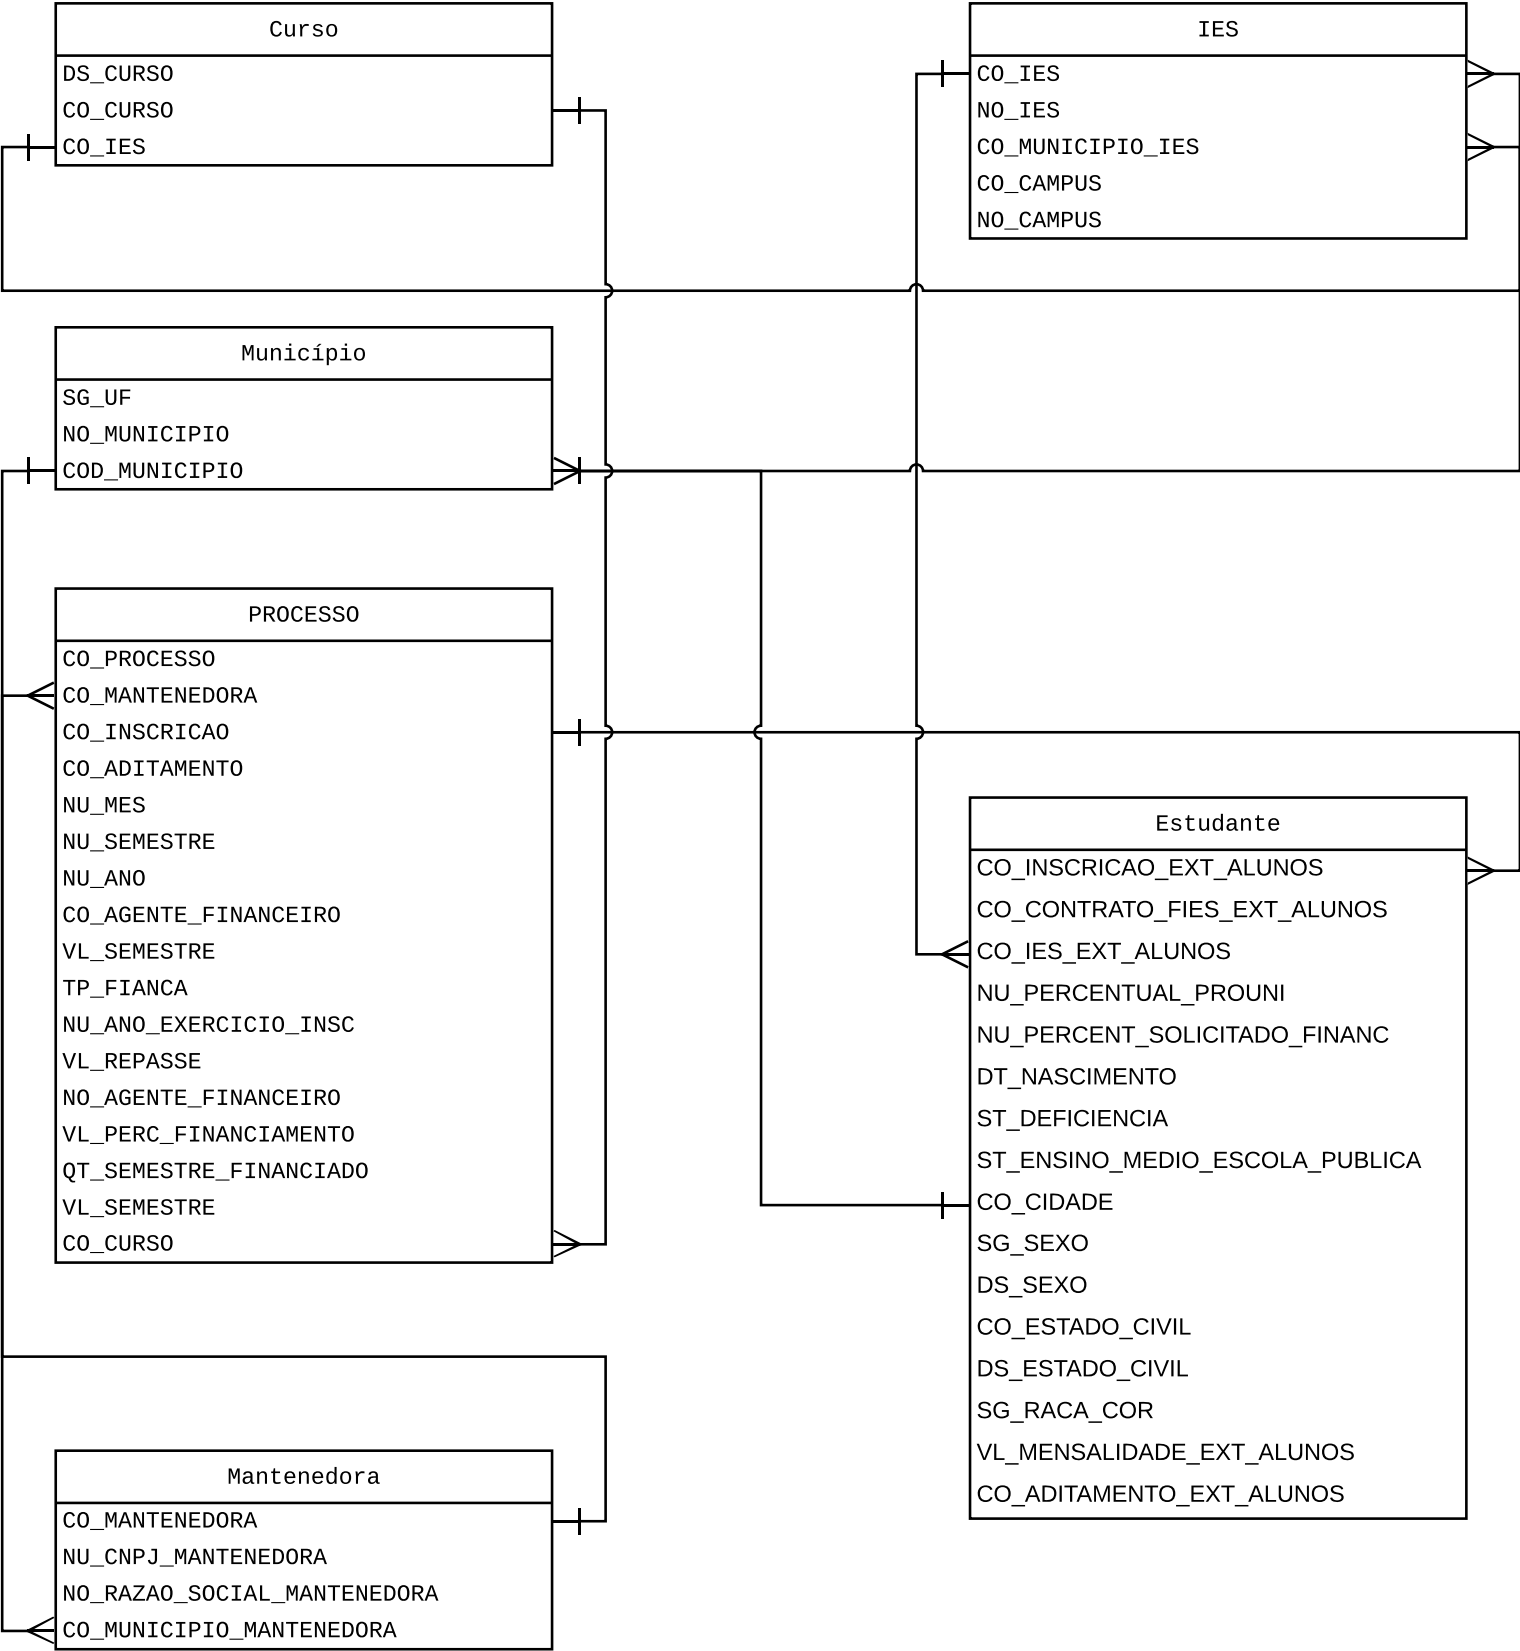 Curso
DS_CURSO
CO_CURSO
CO_IES
IES
CO_IES
NO_IES
CO_MUNICIPIO_IES
CO_CAMPUS
NO_CAMPUS
Município
SG_UF
NO_MUNICIPIO
COD_MUNICIPIO
PROCESSO
CO_PROCESSO
CO_MANTENEDORA
CO_INSCRICAO
CO_ADITAMENTO
NU_MES
NU_SEMESTRE
NU_ANO
CO_AGENTE_FINANCEIRO
VL_SEMESTRE
TP_FIANCA
NU_ANO_EXERCICIO_INSC
VL_REPASSE
NO_AGENTE_FINANCEIRO
VL_PERC_FINANCIAMENTO
QT_SEMESTRE_FINANCIADO
VL_SEMESTRE
CO_CURSO
Estudante
CO_INSCRICAO_EXT_ALUNOS
CO_CONTRATO_FIES_EXT_ALUNOS
CO_IES_EXT_ALUNOS
NU_PERCENTUAL_PROUNI
NU_PERCENT_SOLICITADO_FINANC
DT_NASCIMENTO
ST_DEFICIENCIA
ST_ENSINO_MEDIO_ESCOLA_PUBLICA
CO_CIDADE
SG_SEXO
DS_SEXO
CO_ESTADO_CIVIL
DS_ESTADO_CIVIL
SG_RACA_COR
VL_MENSALIDADE_EXT_ALUNOS
CO_ADITAMENTO_EXT_ALUNOS
Mantenedora
CO_MANTENEDORA
NU_CNPJ_MANTENEDORA
NO_RAZAO_SOCIAL_MANTENEDORA
CO_MUNICIPIO_MANTENEDORA